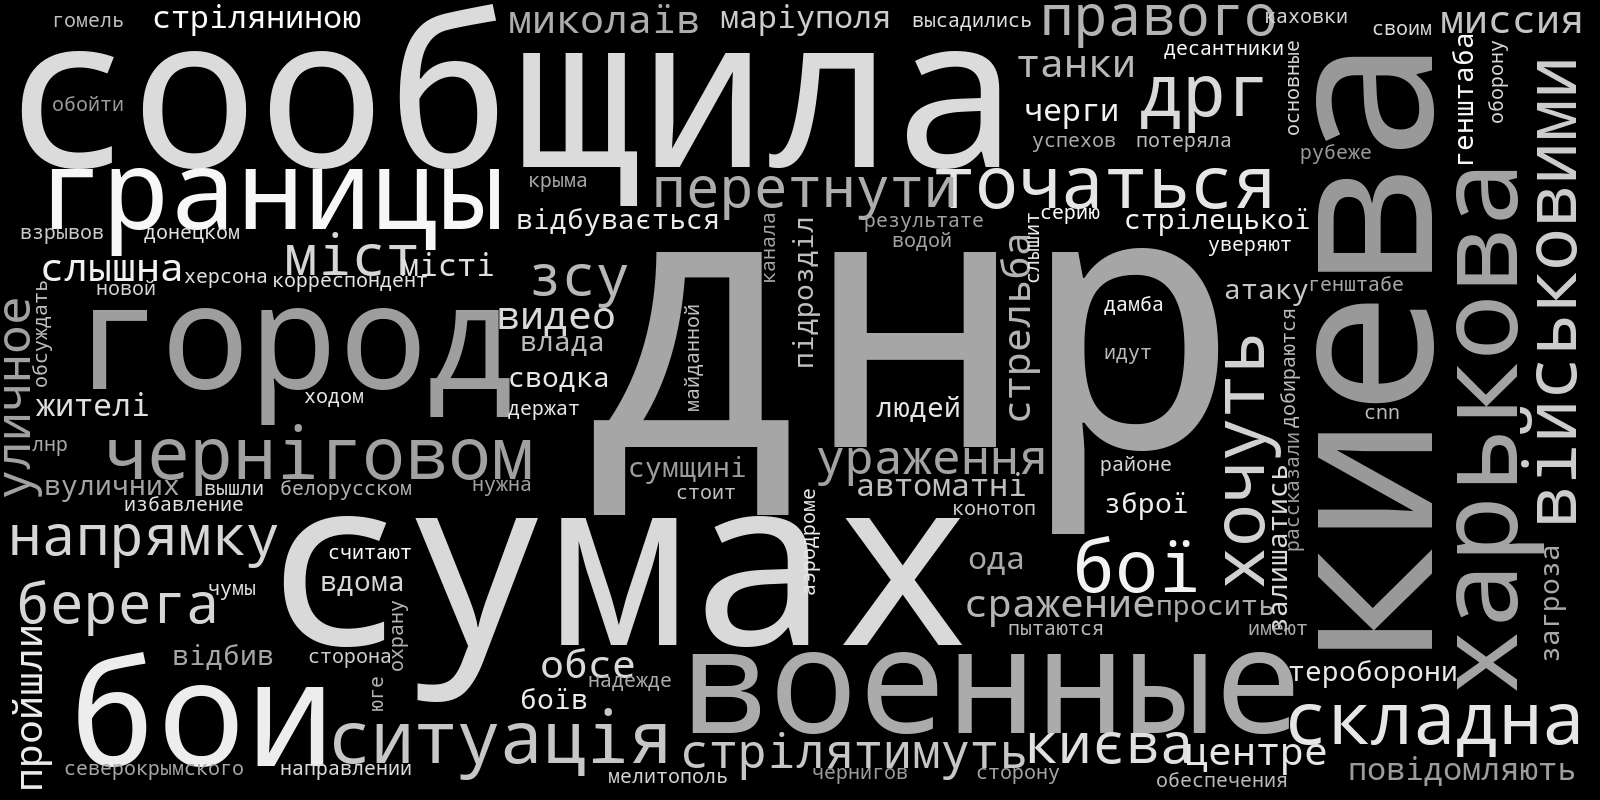 гомель
стріляниною
миколаїв
маріуполя
высадились
правого
каховки
своим
миссия
сообщила
обойти
танки
десантники
основные
черги
дрг
успехов
потеряла
рубеже
генштаба
оборону
киева
границы
крыма
перетнути
точаться
взрывов
донецком
відбувається
канала
підрозділ
результате
водой
слышит
серию
стрілецької
уверяют
харькова
військовими
слышна
новой
херсона
міст
місті
корреспондент
зсу
днр
стрельба
дамба
атаку
генштабе
уличное
обсуждать
город
видео
влада
майданной
идут
хочуть
добираются
сводка
жителі
ходом
держат
людей
cnn
лнр
черніговом
сумщині
ураження
районе
рассказали
вуличних
вышли
белорусском
нужна
стоит
автоматні
избавление
конотоп
зброї
залишатись
напрямку
сумах
считают
аэродроме
ода
бої
загроза
вдома
берега
чумы
охрану
сражение
просить
пытаются
имеют
пройшли
відбив
сторона
обсе
надежде
военные
тероборони
юге
боїв
бои
ситуація
складна
стрілятимуть
києва
центре
северокрымского
направлении
мелитополь
чернигов
сторону
обеспечения
повідомляють